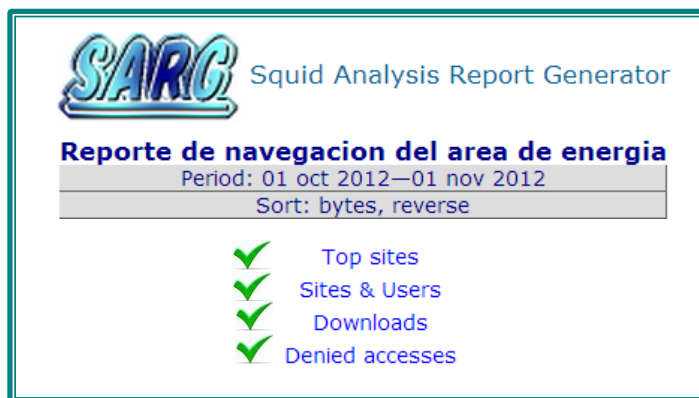 SARG
Squid Analysis Report Generator
Reporte de navegacion del area de energia
Period: 01 oct 2012—01 nov 2012
Sort: bytes, reverse
Top sites
Sites & Users
Downloads
Denied accesses